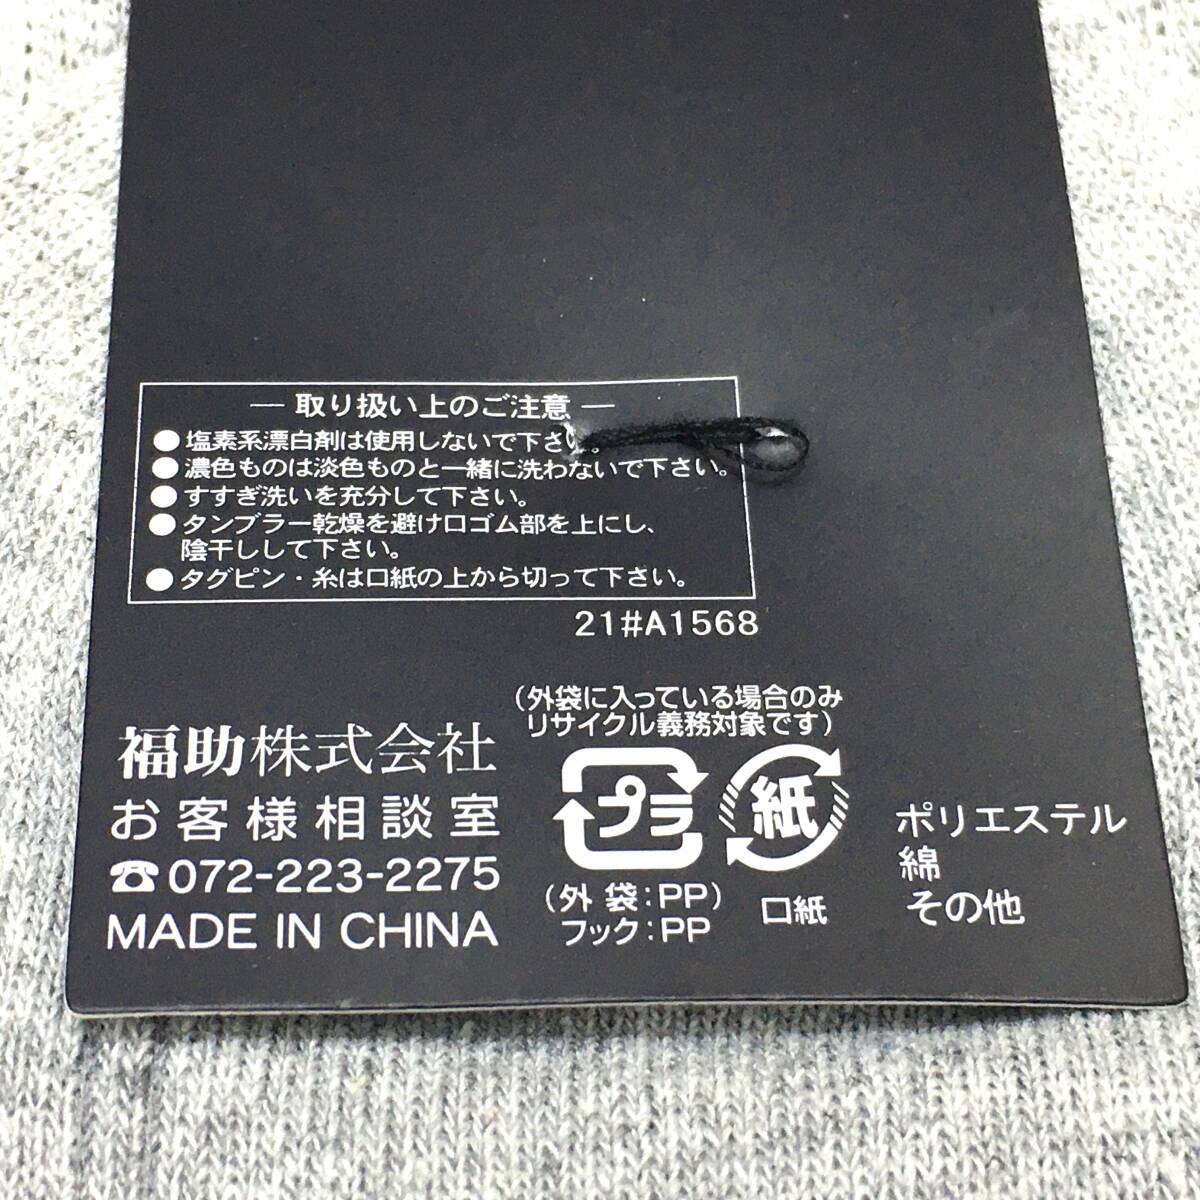 ― 取り扱い上のご注意 ―
●塩素系漂白剤は使用しないで下さい。
●濃色ものは淡色ものと一緒に洗わないで下さい。
●すすぎ洗いを充分して下さい。
●タンブラー乾燥を避け口ゴム部を上にし、
陰干しして下さい。
●タグピン・糸は口紙の上から切って下さい。
21#A1568
(外袋に入っている場合のみ
リサイクル義務対象です)
福助株式会社
お客様相談室
☎072-223-2275
MADE IN CHINA
プラ
(外 袋:PP)
フック:PP
紙
口紙
ポリエステル
綿
その他